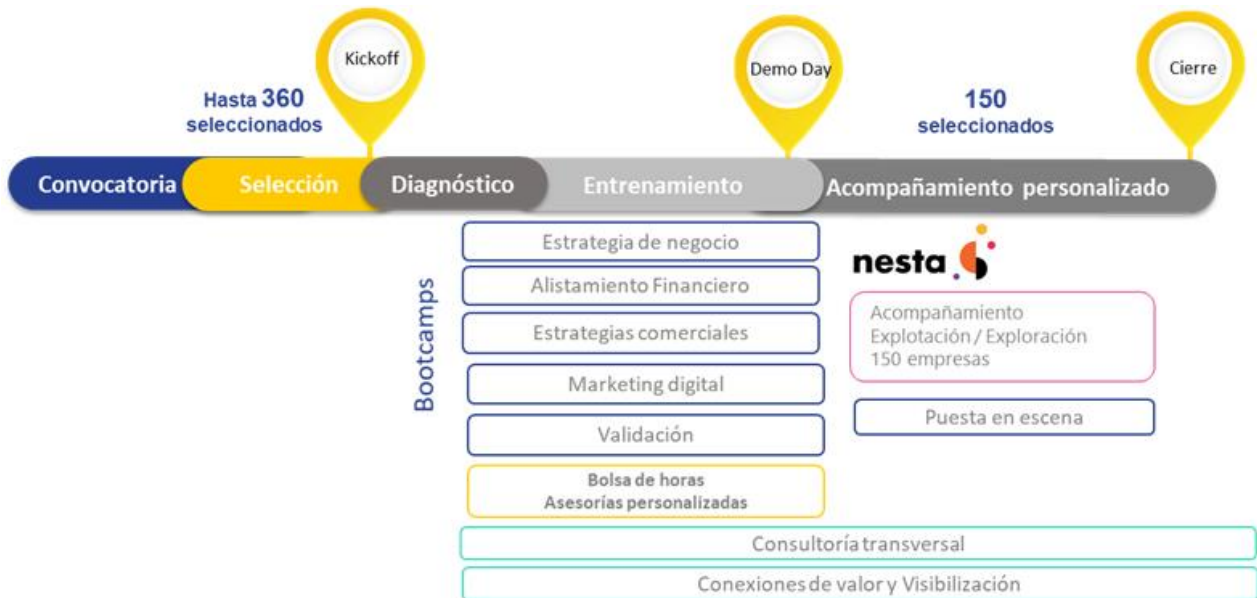 Kickoff
Demo Day
Cierre
Hasta 360
seleccionados
150
seleccionados
Convocatoria
Selección
Diagnóstico
Entrenamiento
Acompañamiento personalizado
Bootcamps
Estrategia de negocio
Alistamiento Financiero
Estrategias comerciales
Marketing digital
Validación
Bolsa de horas
Asesorías personalizadas
nesta
Acompañamiento
Explotación / Exploración
150 empresas
Puesta en escena
Consultoría transversal
Conexiones de valor y Visibilización